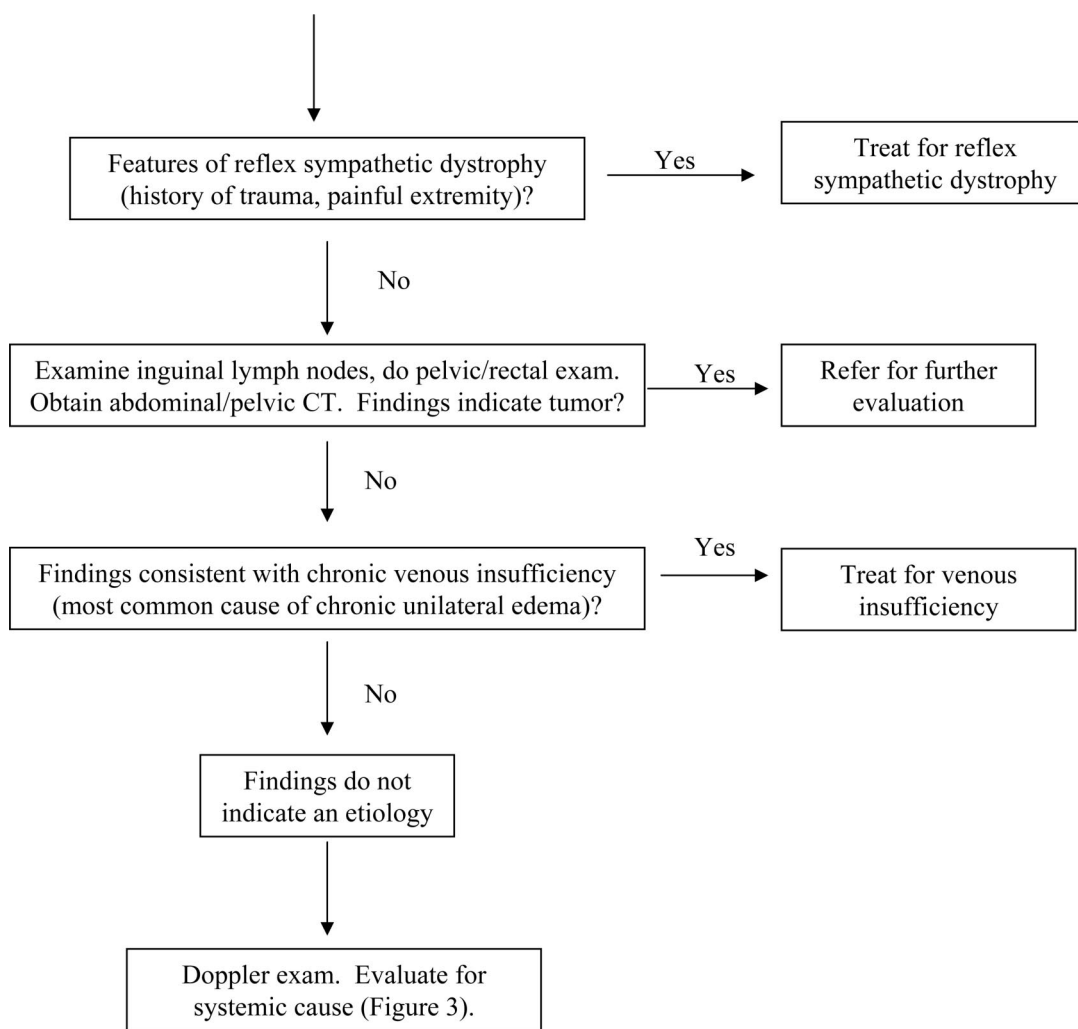 Features of reflex sympathetic dystrophy
(history of trauma, painful extremity)?
Yes
Treat for reflex
sympathetic dystrophy
No
Examine inguinal lymph nodes, do pelvic/rectal exam.
Obtain abdominal/pelvic CT.  Findings indicate tumor?
Yes
Refer for further
evaluation
No
Findings consistent with chronic venous insufficiency
(most common cause of chronic unilateral edema)?
Yes
Treat for venous
insufficiency
No
Findings do not
indicate an etiology
Doppler exam.  Evaluate for
systemic cause (Figure 3).